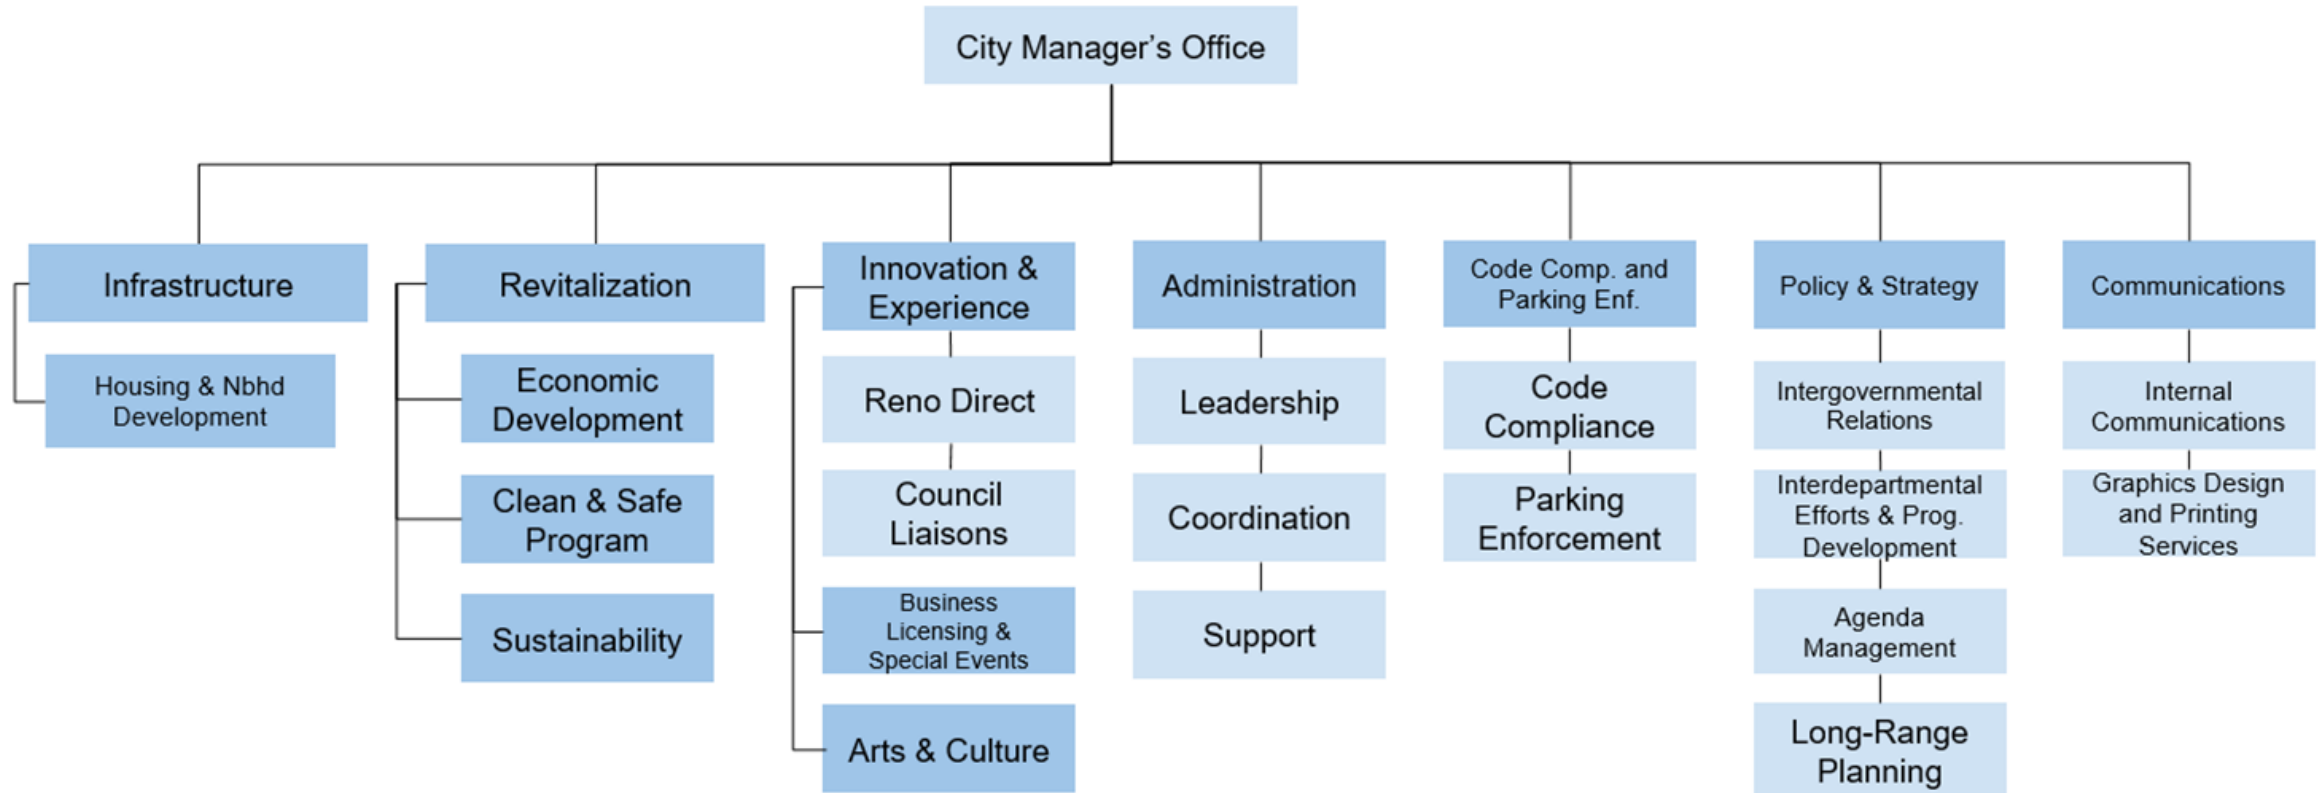 City Manager’s Office
Infrastructure
Housing & Nbhd
Development
Revitalization
Economic
Development
Clean & Safe
Program
Sustainability
Innovation &
Experience
Reno Direct
Council
Liaisons
Business
Licensing &
Special Events
Arts & Culture
Administration
Leadership
Coordination
Support
Code Comp. and
Parking Enf.
Code
Compliance
Parking
Enforcement
Policy & Strategy
Intergovernmental
Relations
Interdepartmental
Efforts & Prog.
Development
Agenda
Management
Long-Range
Planning
Communications
Internal
Communications
Graphics Design
and Printing
Services